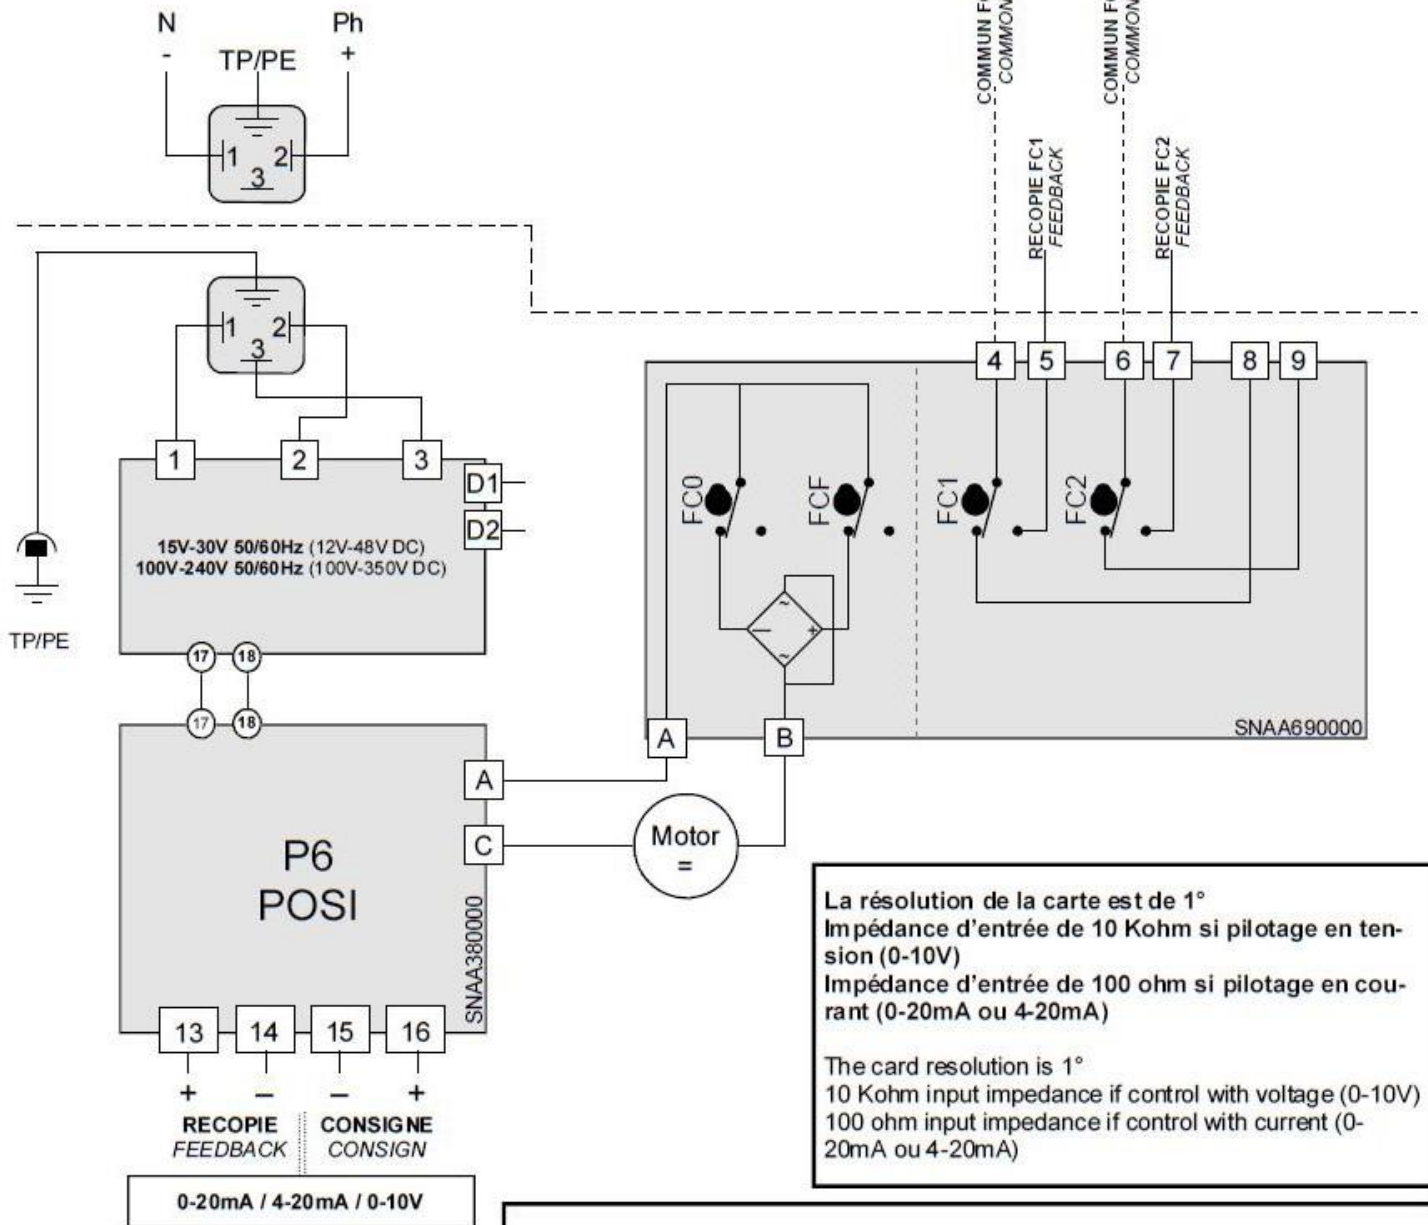 N
Ph
-
TP/PE
+
1
2
3
COMMUN
COMMON
COMMUN
COMMON
RECOPIE FC1
FEEDBACK
RECOPIE FC2
FEEDBACK
1
2
3
1
2
3
D1
D2
15V-30V 50/60Hz (12V-48V DC)
100V-240V 50/60Hz (100V-350V DC)
TP/PE
17
18
17
18
4
5
6
7
8
9
FC0
FCF
FC1
FC2
~
—
+
~
A
B
SNAA690000
A
C
P6
POSI
SNAA380000
Motor
=
13
14
15
16
+
–
–
+
RECOPIE
FEEDBACK
CONSIGNE
CONSIGN
0-20mA / 4-20mA / 0-10V
La résolution de la carte est de 1°
Impédance d'entrée de 10 Kohm si pilotage en ten-
sion (0-10V)
Impédance d'entrée de 100 ohm si pilotage en cou-
rant (0-20mA ou 4-20mA)
The card resolution is 1°
10 Kohm input impedance if control with voltage (0-10V)
100 ohm input impedance if control with current (0-
20mA ou 4-20mA)